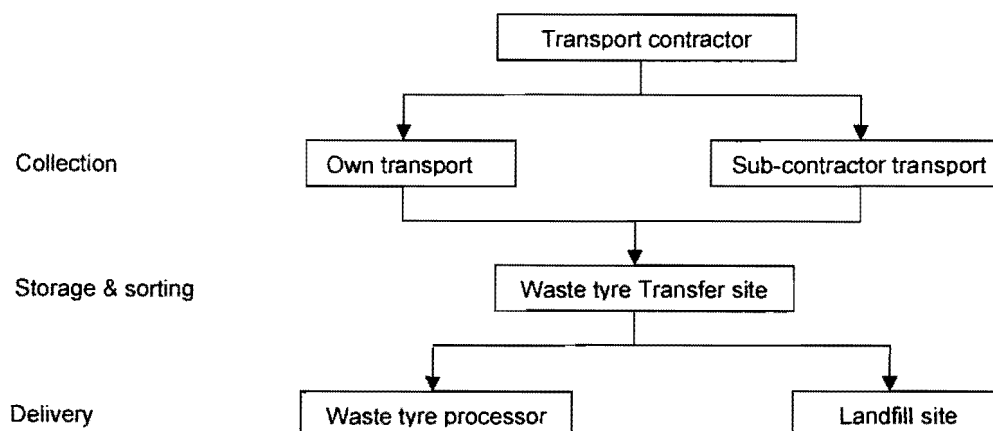 Transport contractor
Collection
Own transport
Sub-contractor transport
Storage & sorting
Waste tyre Transfer site
Delivery
Waste tyre processor
Landfill site